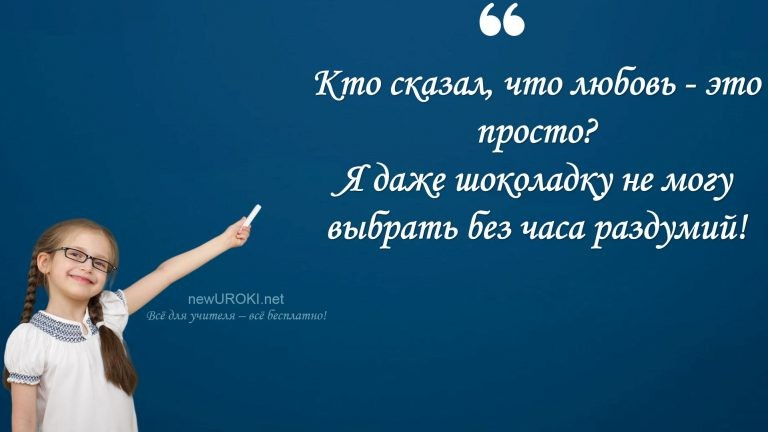 ❝
Кто сказал, что любовь - это
просто?
Я даже шоколадку не могу
выбрать без часа раздумий!
newUROKI.net
Всё для учителя – всё бесплатно!